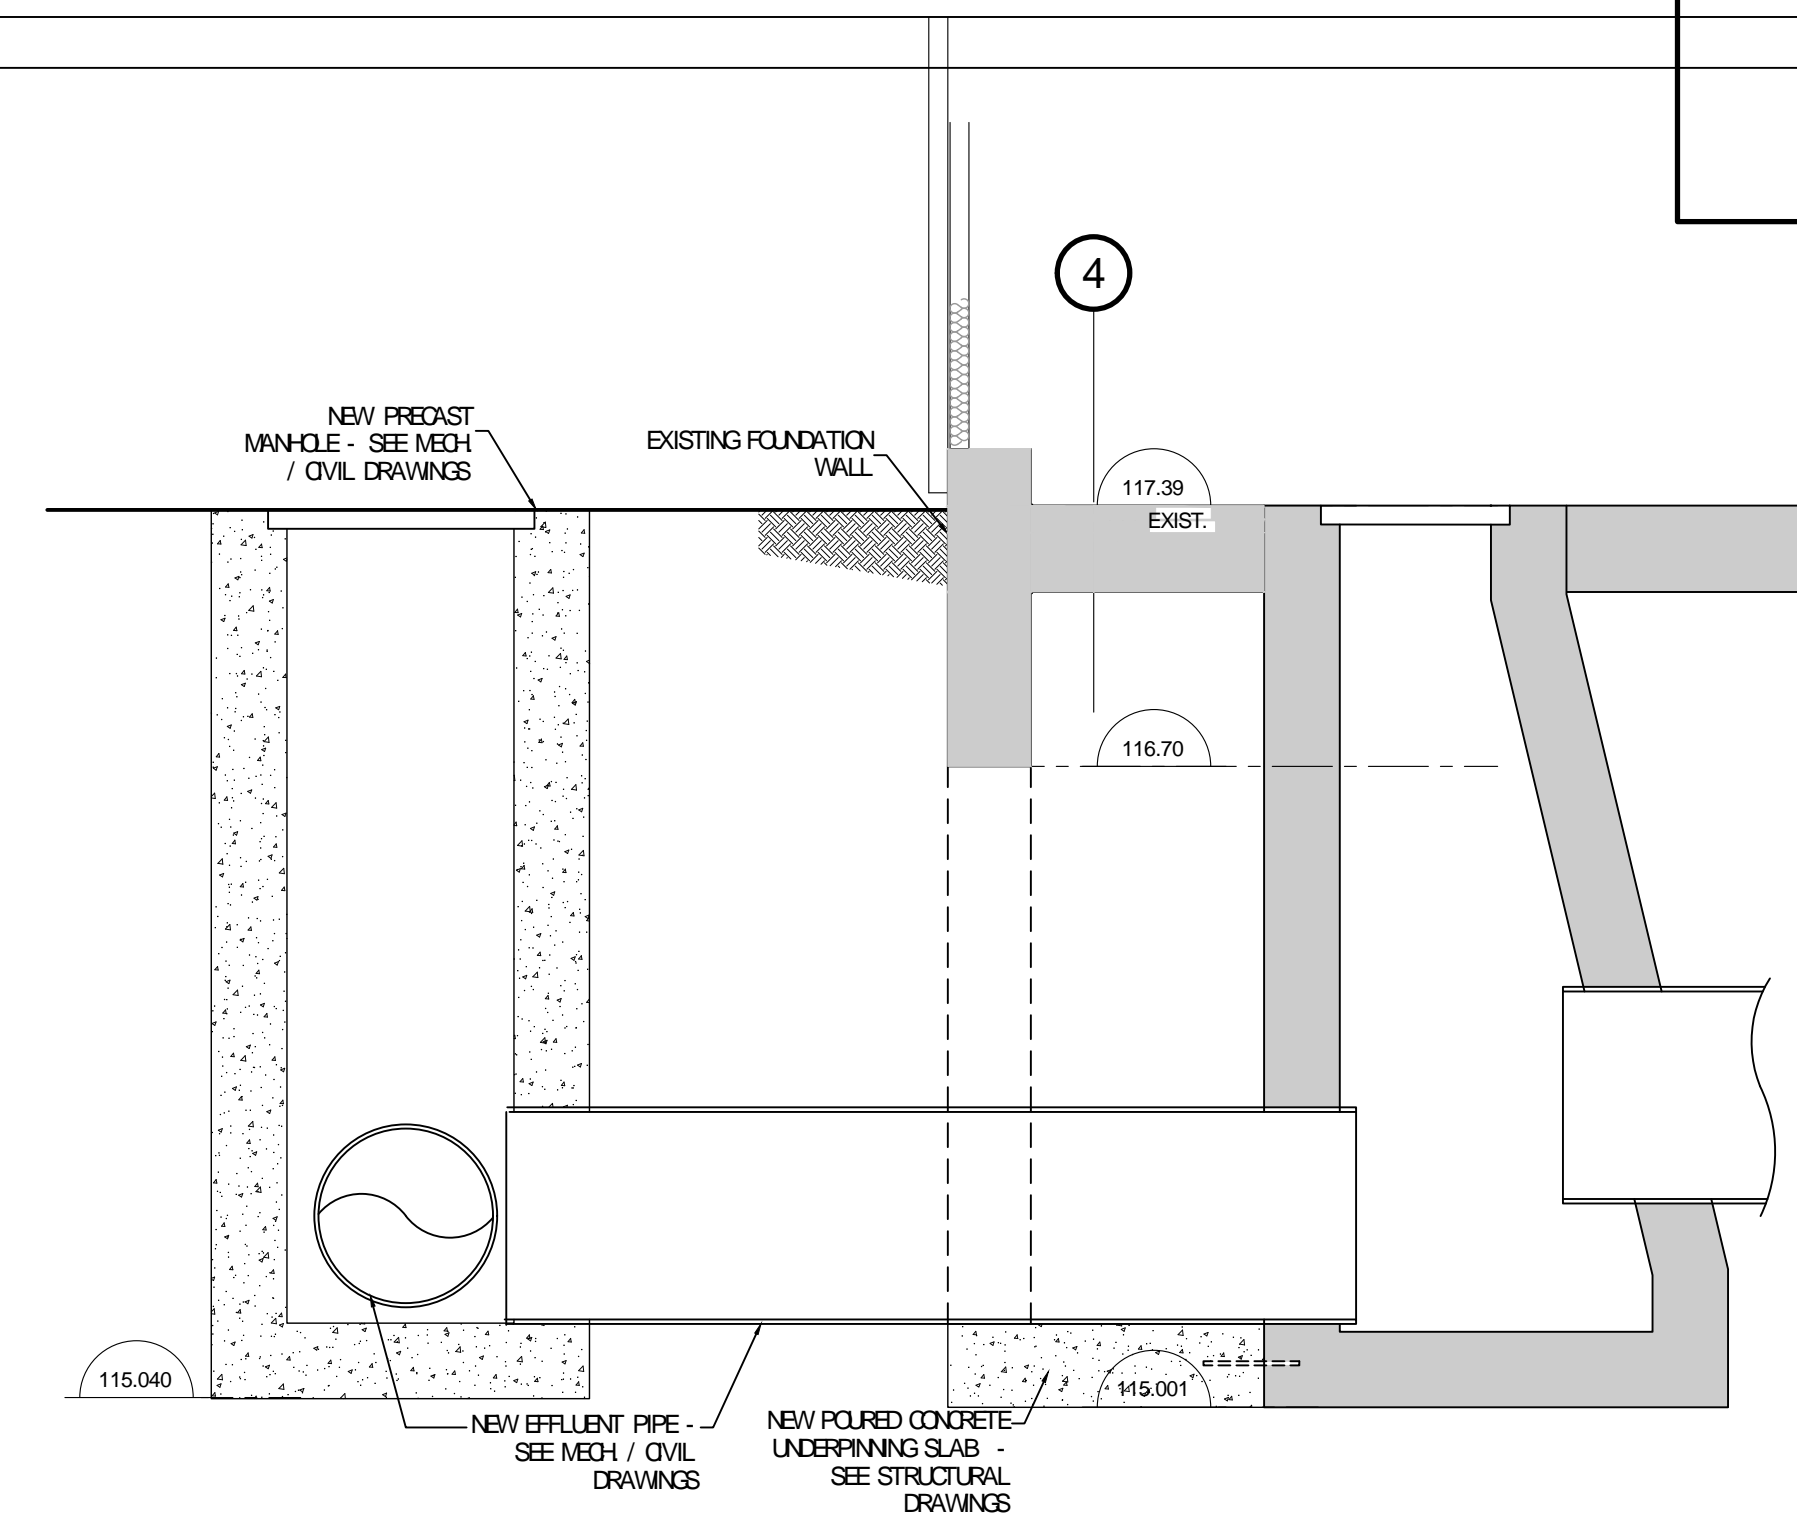 4
NEW PRECAST
MANHOLE - SEE MECH.
/ CIVIL DRAWINGS
EXISTING FOUNDATION
WALL
117.39
EXIST.
116.70
115.040
115.001
NEW EFFLUENT PIPE -
SEE MECH. / CIVIL
DRAWINGS
NEW POURED CONCRETE
UNDERPINNING SLAB -
SEE STRUCTURAL
DRAWINGS